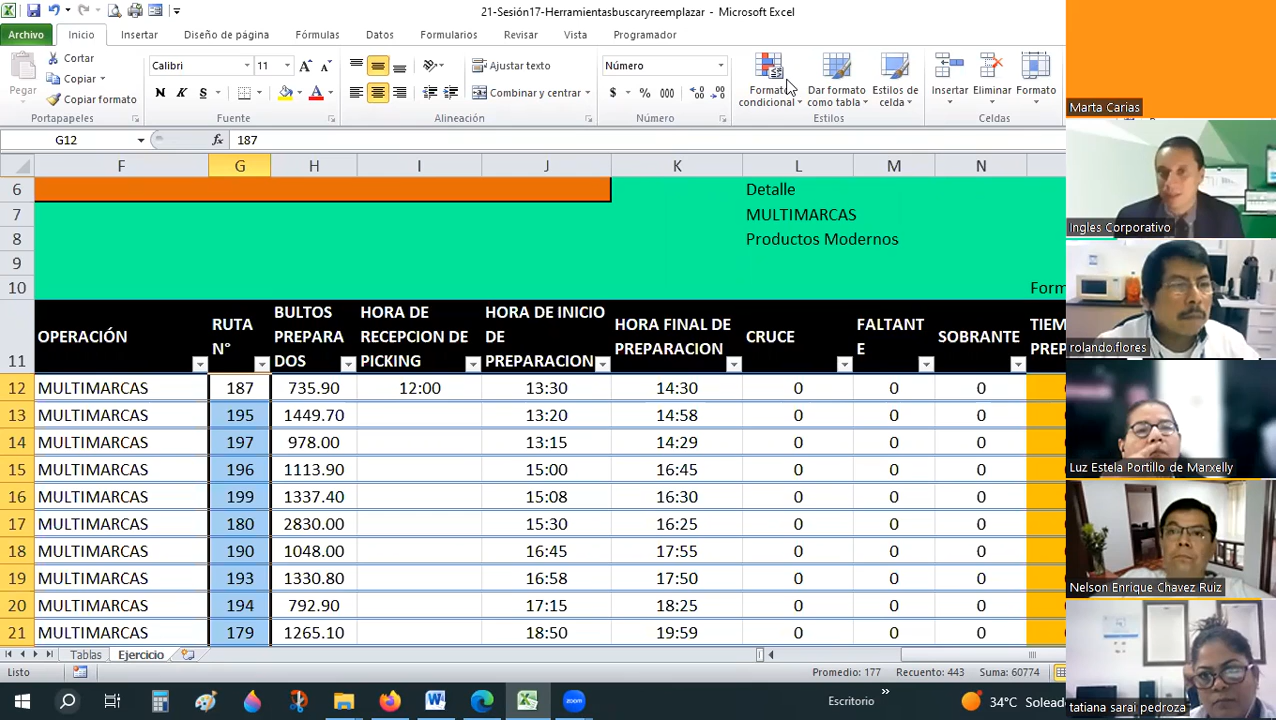 21-Sesión17-Herramientasbuscaryreemplazar - Microsoft Excel
Archivo Inicio Insertar Diseño de página Fórmulas Datos Formularios Revisar Vista Programador
Pegar
Cortar
Copiar
Copiar formato
Portapapeles
Calibri 11
N K S
Fuente
Ajustar texto
Combinar y centrar
Alineación
Número
$ % 000
Número
Formato condicional
Dar formato como tabla
Estilos de celda
Estilos
Insertar Eliminar Formato
Celdas
G12 fx 187
F G H I J K L M N
6 Detalle
7 MULTIMARCAS
8 Productos Modernos
9
10 Form
11 OPERACIÓN RUTA N° BULTOS PREPARADOS HORA DE RECEPCION DE PICKING HORA DE INICIO DE PREPARACION HORA FINAL DE PREPARACION CRUCE FALTANTE SOBRANTE TIEM PREP
12 MULTIMARCAS 187 735.90 12:00 13:30 14:30 0 0 0
13 MULTIMARCAS 195 1449.70 13:20 14:58 0 0 0
14 MULTIMARCAS 197 978.00 13:15 14:29 0 0 0
15 MULTIMARCAS 196 1113.90 15:00 16:45 0 0 0
16 MULTIMARCAS 199 1337.40 15:08 16:30 0 0 0
17 MULTIMARCAS 180 2830.00 15:30 16:25 0 0 0
18 MULTIMARCAS 190 1048.00 16:45 17:55 0 0 0
19 MULTIMARCAS 193 1330.80 16:58 17:50 0 0 0
20 MULTIMARCAS 194 792.90 17:15 18:25 0 0 0
21 MULTIMARCAS 179 1265.10 18:50 19:59 0 0 0
Tablas Ejercicio
Listo Promedio: 177 Recuento: 443 Suma: 60774
Escritorio 34°C Soleado
Marta Carias
Ingles Corporativo
rolando.flores
Luz Estela Portillo de Marxelly
Nelson Enrique Chavez Ruiz
tatiana sarai pedroza